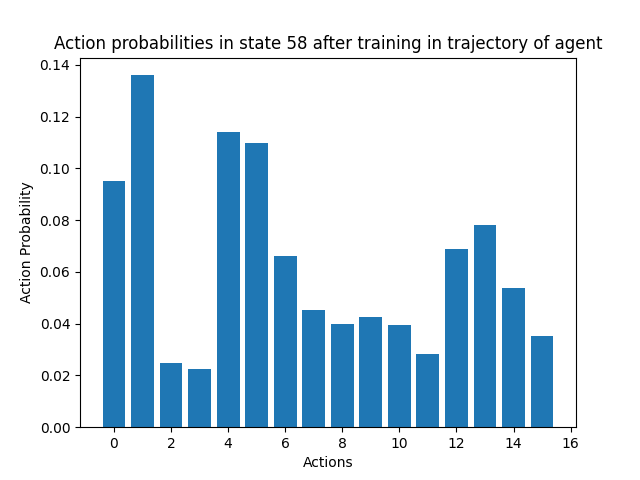 Action probabilities in state 58 after training in trajectory of agent
0.14
0.12
0.10
0.08
0.06
0.04
0.02
0.00
Action Probability
0 2 4 6 8 10 12 14 16
Actions